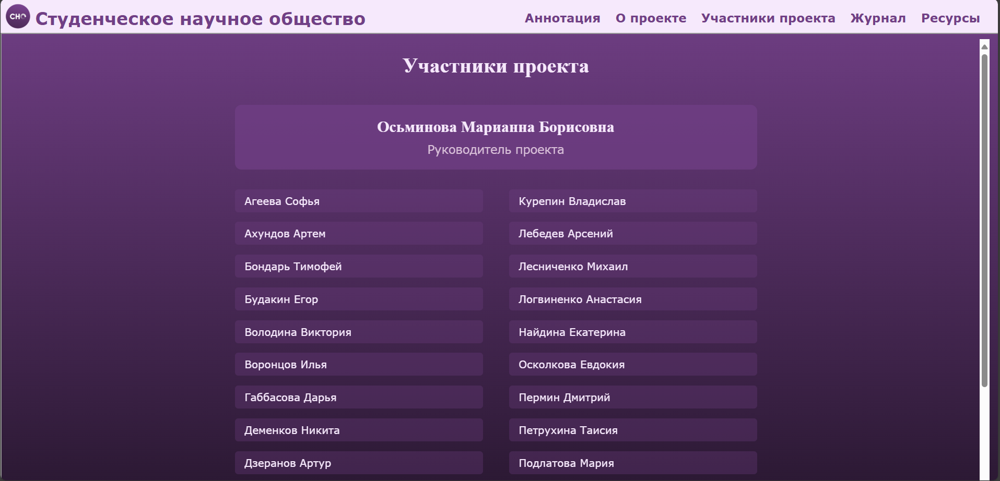 СНО Студенческое научное общество
Аннотация О проекте Участники проекта Журнал Ресурсы
Участники проекта
Осьминова Марианна Борисовна
Руководитель проекта
Агеева Софья
Ахундов Артем
Бондарь Тимофей
Будакин Егор
Володина Виктория
Воронцов Илья
Габбасова Дарья
Деменков Никита
Дзеранов Артур
Курепин Владислав
Лебедев Арсений
Лесниченко Михаил
Логвиненко Анастасия
Найдина Екатерина
Осколкова Евдокия
Пермин Дмитрий
Петрухина Таисия
Подлатова Мария